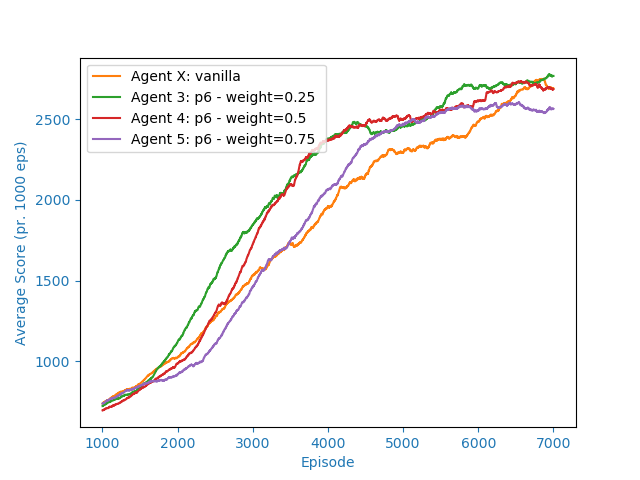 Agent X: vanilla
Agent 3: p6 - weight=0.25
Agent 4: p6 - weight=0.5
Agent 5: p6 - weight=0.75
Average Score (pr. 1000 eps)
2500
2000
1500
1000
1000 2000 3000 4000 5000 6000 7000
Episode